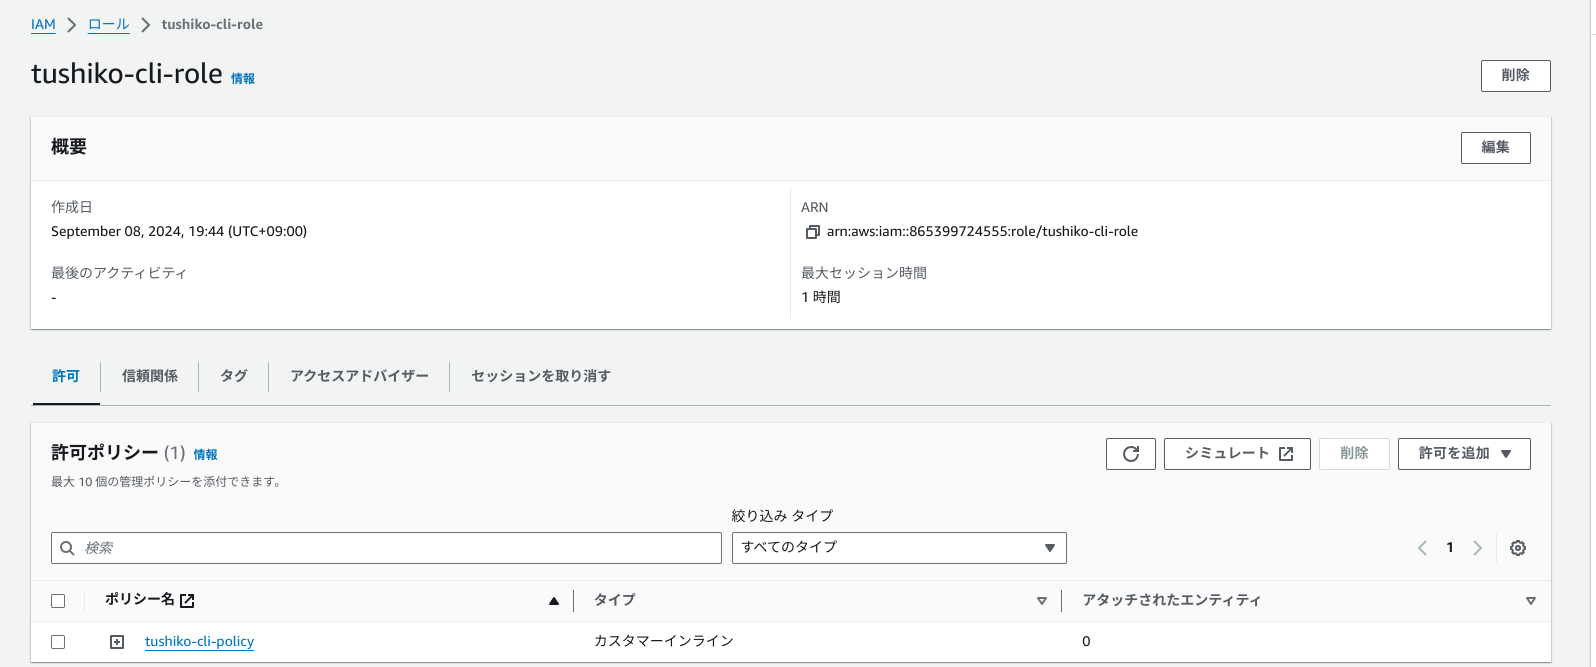 IAM > ロール > tushiko-cli-role
tushiko-cli-role 情報
削除
概要
編集
作成日
September 08, 2024, 19:44 (UTC+09:00)
最後のアクティビティ
-
ARN
arn:aws:iam::865399724555:role/tushiko-cli-role
最大セッション時間
1 時間
許可 信頼関係 タグ アクセスアドバイザー セッションを取り消す
許可ポリシー (1) 情報
最大 10 個の管理ポリシーを添付できます。
シミュレート 削除 許可を追加
絞り込み タイプ
検索 すべてのタイプ 1
ポリシー名 タイプ アタッチされたエンティティ
tushiko-cli-policy カスタマーインライン 0